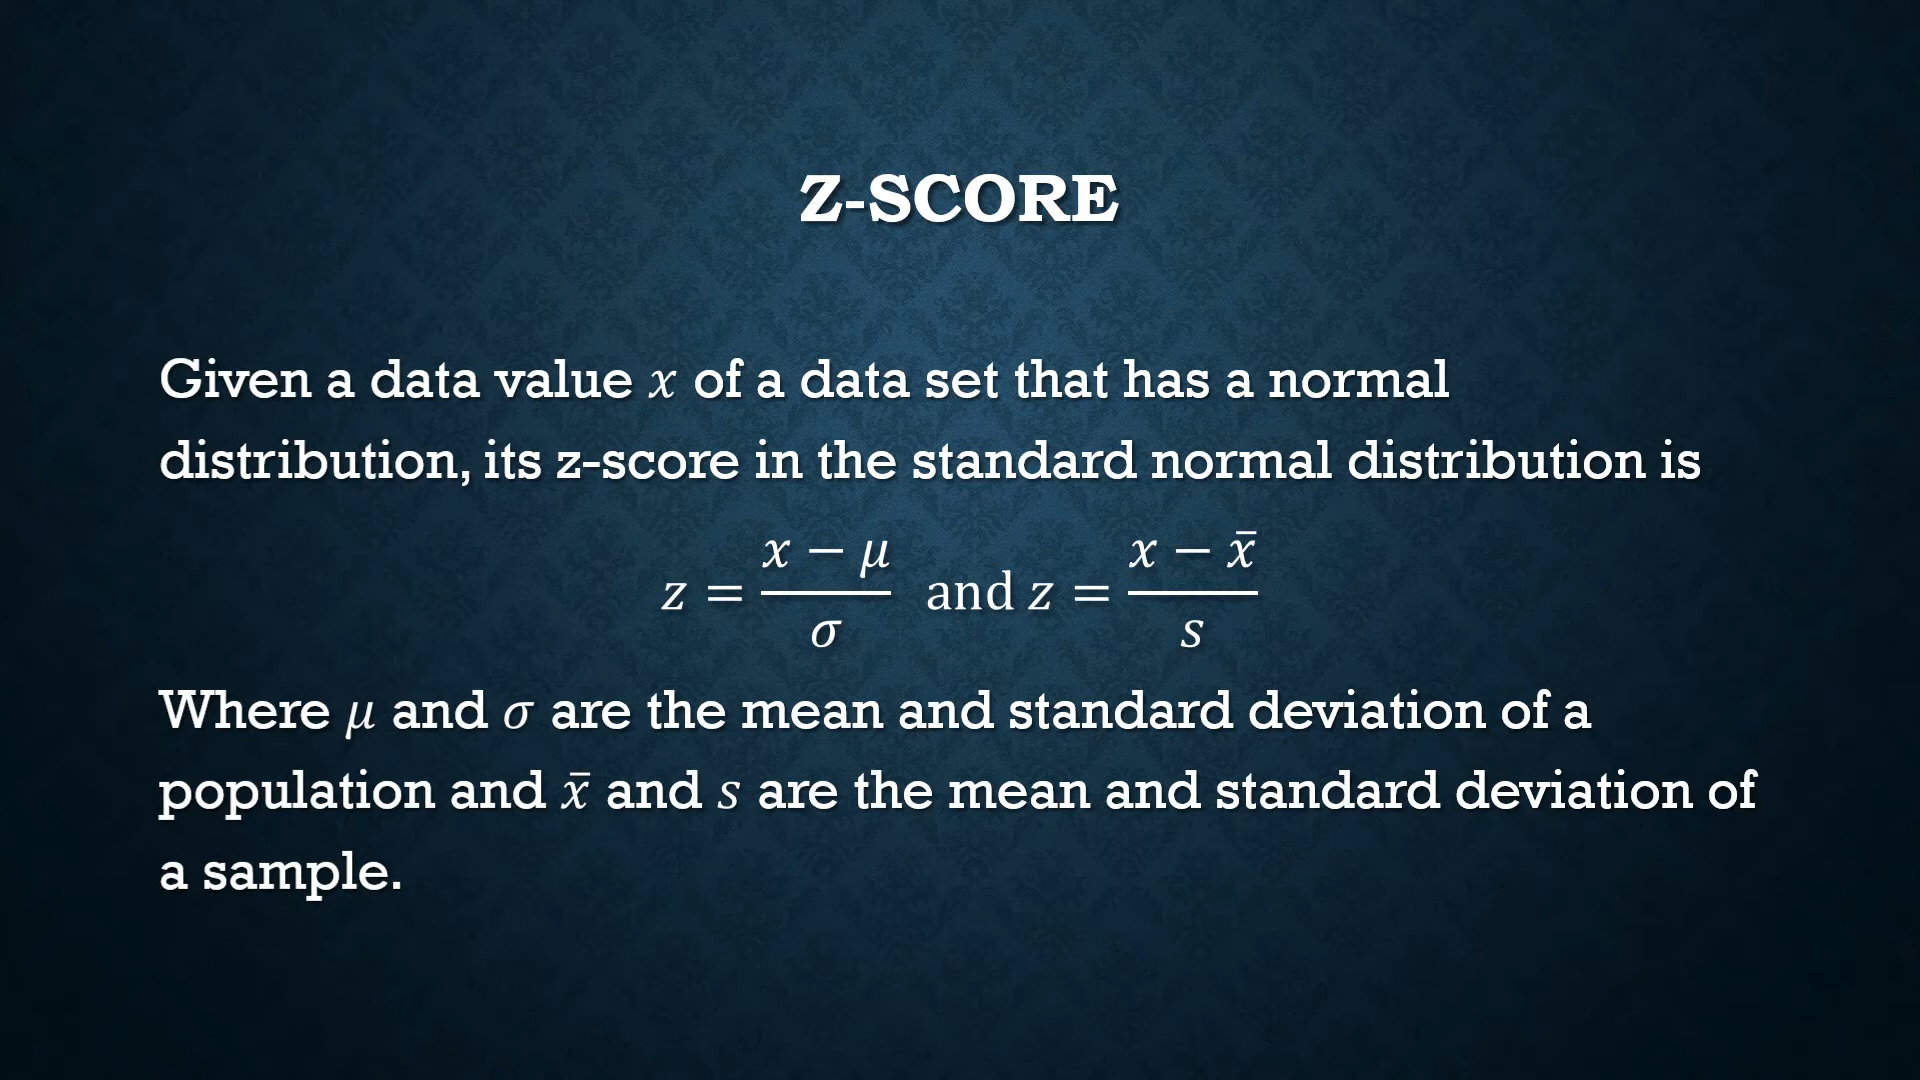 Z-SCORE
Given a data value x of a data set that has a normal
distribution, its z-score in the standard normal distribution is
z = (x − μ)/σ and z = (x − x̄)/s
Where μ and σ are the mean and standard deviation of a
population and x̄ and s are the mean and standard deviation of
a sample.